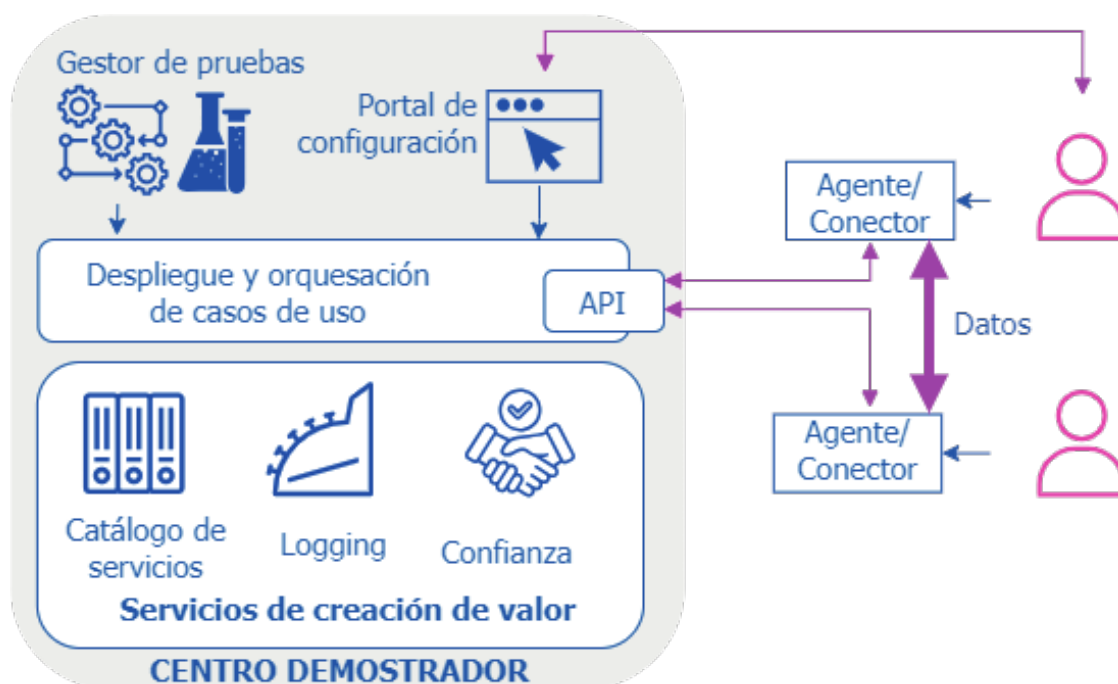 Gestor de pruebas
Portal de
configuración
Agente/
Conector
Despliegue y orquesación
de casos de uso
API
Datos
Agente/
Conector
Catálogo de
servicios
Logging
Confianza
Servicios de creación de valor
CENTRO DEMOSTRADOR